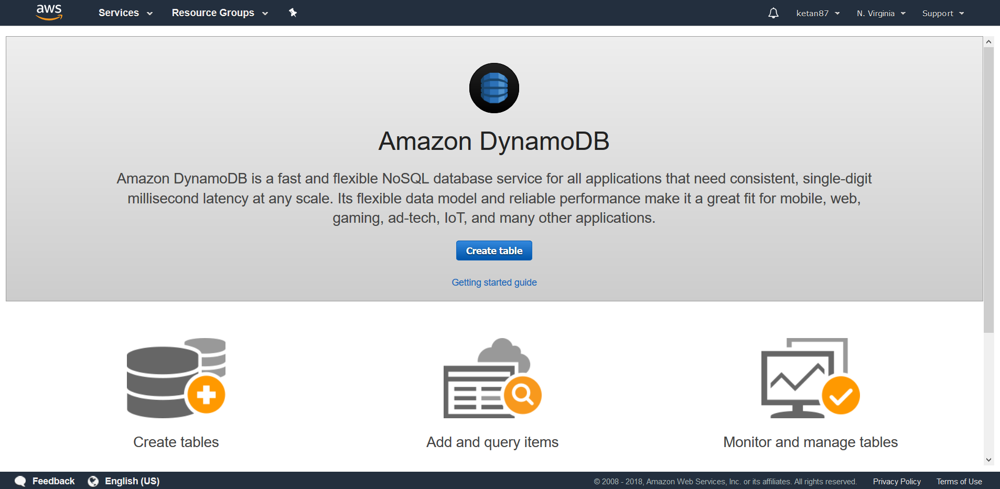 aws Services Resource Groups ketan87 N. Virginia Support
Amazon DynamoDB
Amazon DynamoDB is a fast and flexible NoSQL database service for all applications that need consistent, single-digit
millisecond latency at any scale. Its flexible data model and reliable performance make it a great fit for mobile, web,
gaming, ad-tech, IoT, and many other applications.
Create table
Getting started guide
Create tables Add and query items Monitor and manage tables
Feedback English (US) © 2008 - 2018, Amazon Web Services, Inc. or its affiliates. All rights reserved. Privacy Policy Terms of Use